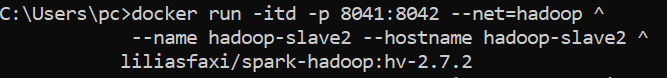 C:\Users\pc>docker run -itd -p 8041:8042 --net=hadoop ^
--name hadoop-slave2 --hostname hadoop-slave2 ^
liliasfaxi/spark-hadoop:hv-2.7.2